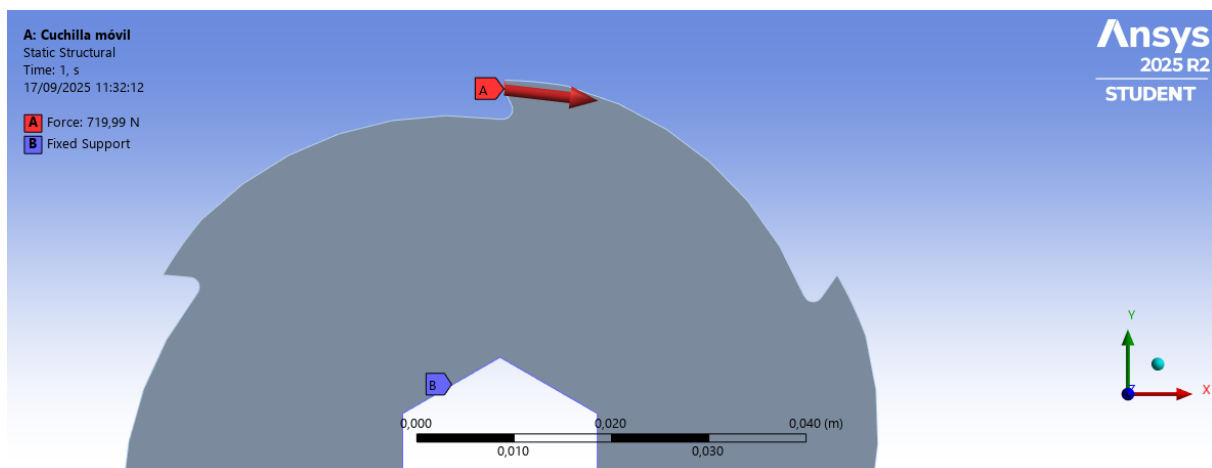 A: Cuchilla móvil
Static Structural
Time: 1, s
17/09/2025 11:32:12
A Force: 719,99 N
B Fixed Support
Ansys
2025 R2
STUDENT
A
B
0,000
0,020
0,040 (m)
0,010
0,030
Y
X
Z